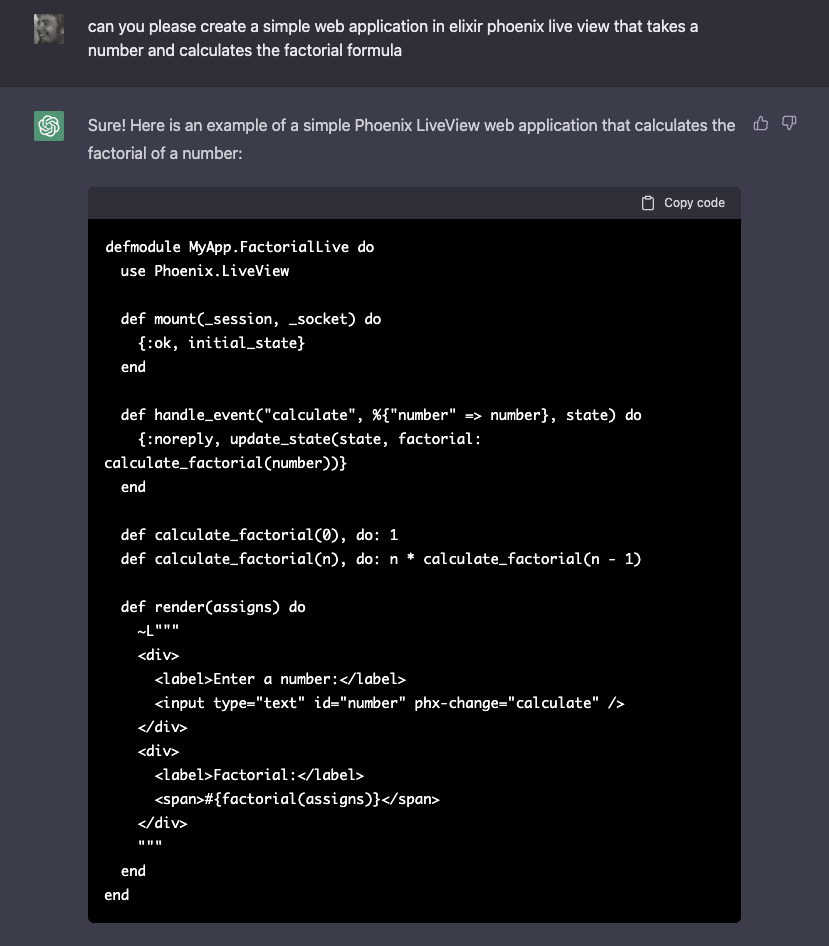 can you please create a simple web application in elixir phoenix live view that takes a
number and calculates the factorial formula
Sure! Here is an example of a simple Phoenix LiveView web application that calculates the
factorial of a number:
Copy code
defmodule MyApp.FactorialLive do
  use Phoenix.LiveView

  def mount(_session, _socket) do
    {:ok, initial_state}
  end

  def handle_event("calculate", %{"number" => number}, state) do
    {:noreply, update_state(state, factorial:
calculate_factorial(number))}
  end

  def calculate_factorial(0), do: 1
  def calculate_factorial(n), do: n * calculate_factorial(n - 1)

  def render(assigns) do
    ~L"""
    <div>
      <label>Enter a number:</label>
      <input type="text" id="number" phx-change="calculate" />
    </div>
    <div>
      <label>Factorial:</label>
      <span>#{factorial(assigns)}</span>
    </div>
    """
  end
end